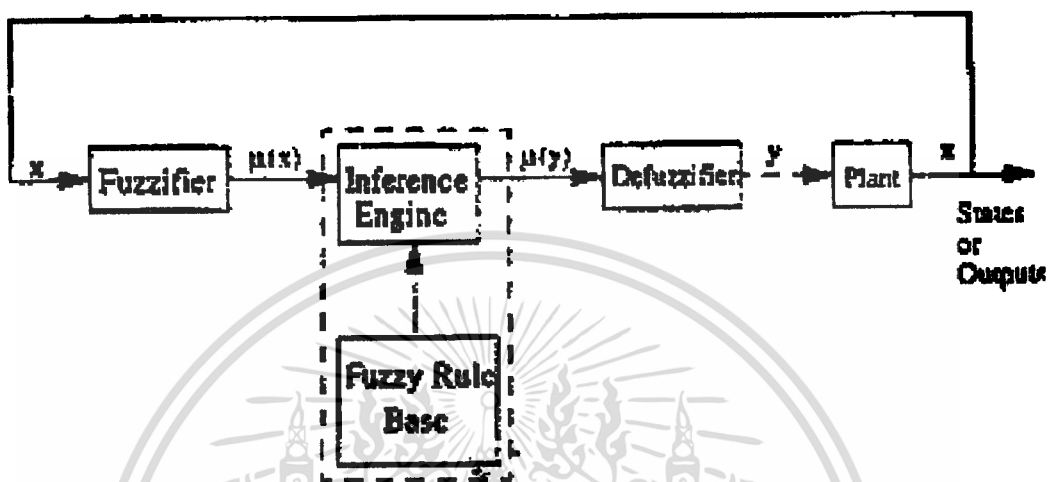 x
Fuzzifier
μ(x)
Inference
Engine
μ(y)
Defuzzifier
y
Plant
x
States
or
Outputs
Fuzzy Rule
Base